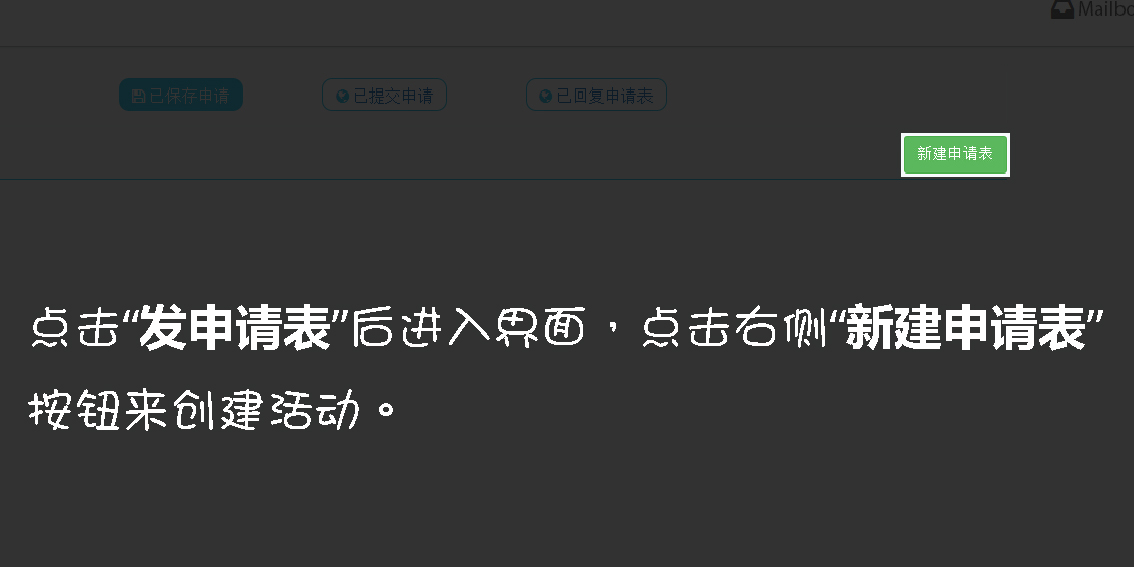 Mailbo
已保存申请 已提交申请 已回复申请表
新建申请表
点击“发申请表”后进入界面，点击右侧“新建申请表”
按钮来创建活动。